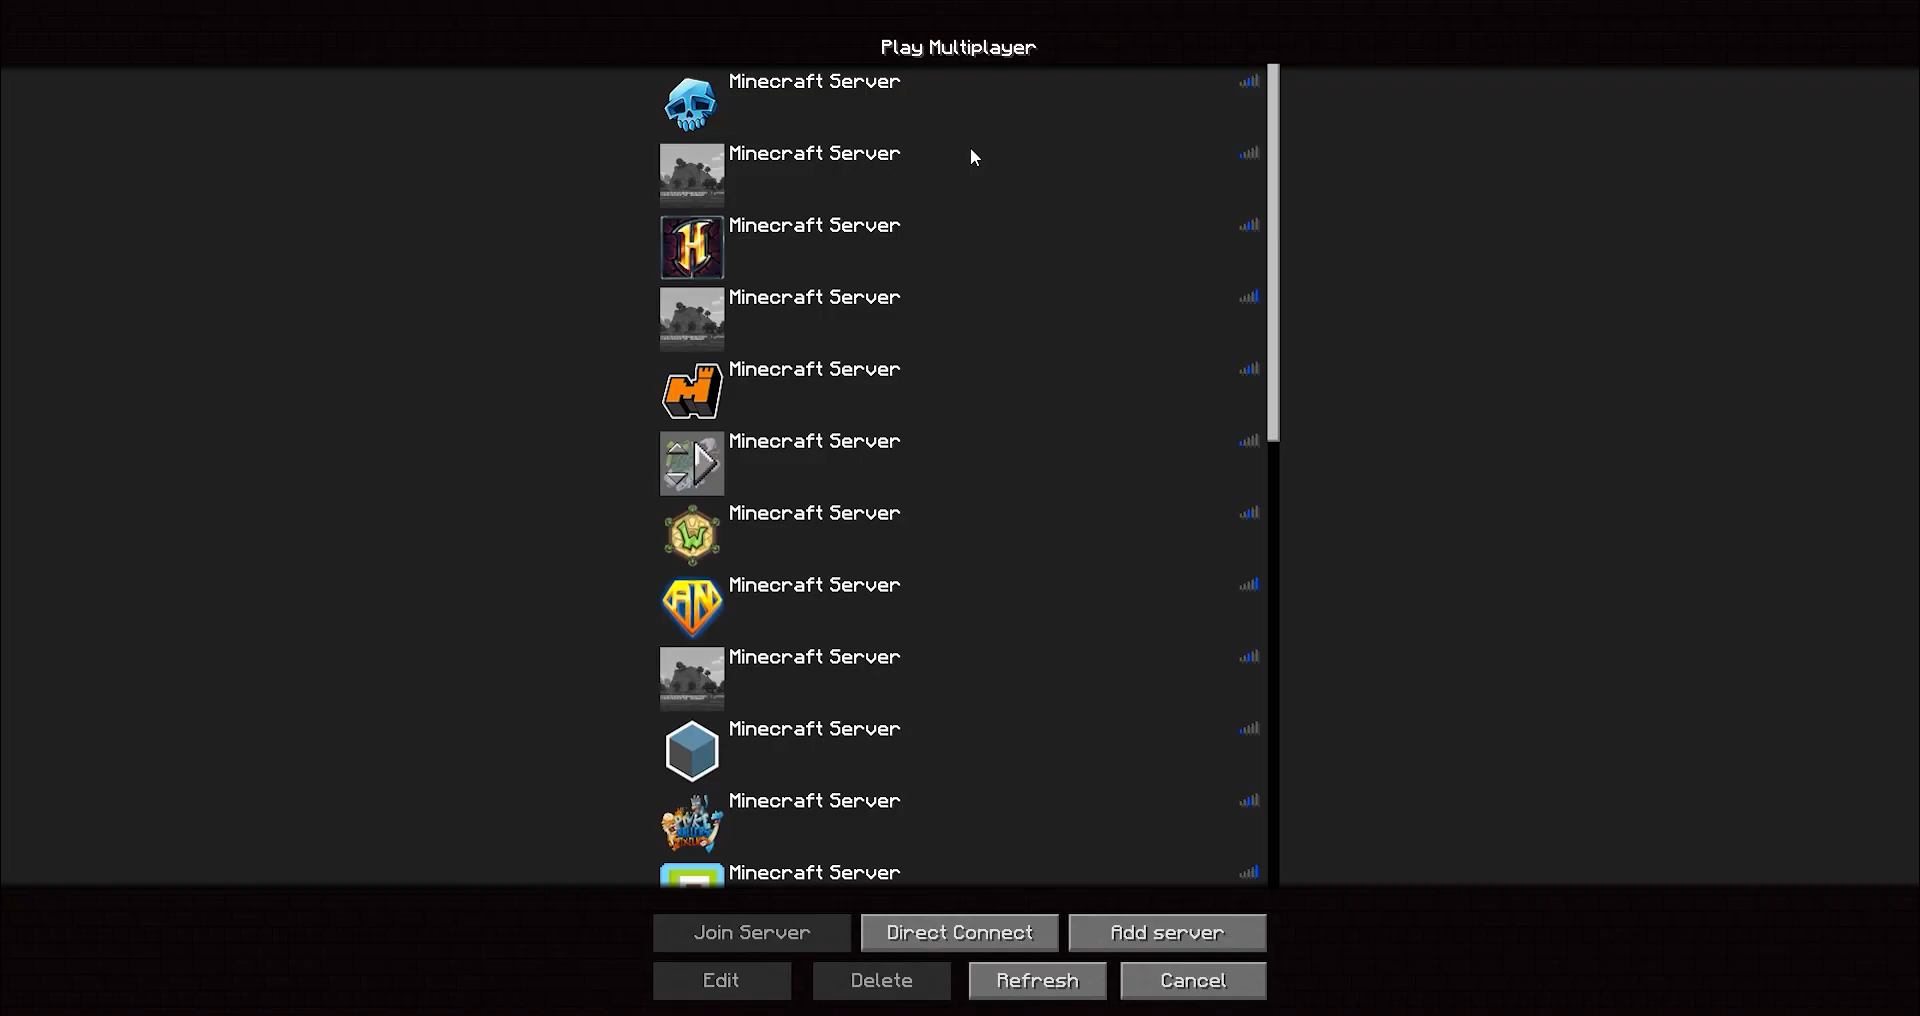 Play Multiplayer
Minecraft Server
Minecraft Server
Minecraft Server
H
Minecraft Server
Minecraft Server
M
Minecraft Server
Minecraft Server
W
Minecraft Server
AN
Minecraft Server
Minecraft Server
Minecraft Server
Minecraft Server
Join Server
Direct Connect
Add server
Edit
Delete
Refresh
Cancel